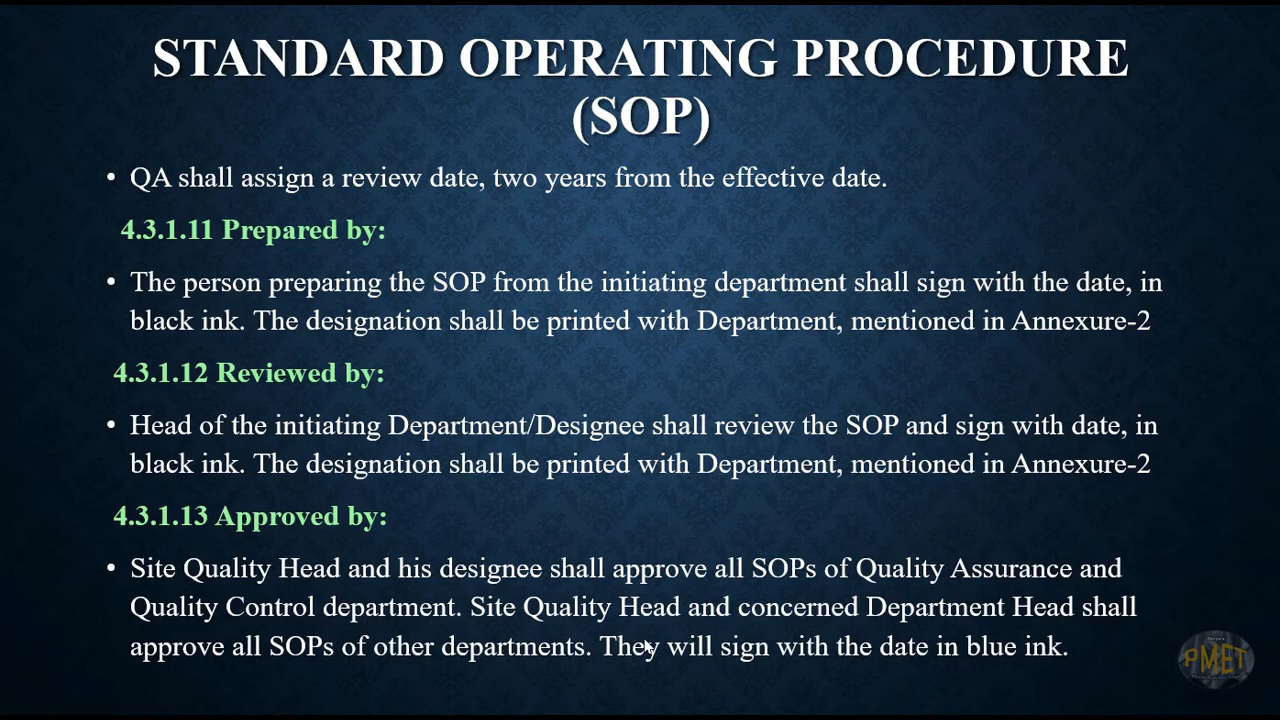 STANDARD OPERATING PROCEDURE
(SOP)
• QA shall assign a review date, two years from the effective date.
4.3.1.11 Prepared by:
• The person preparing the SOP from the initiating department shall sign with the date, in
black ink. The designation shall be printed with Department, mentioned in Annexure-2
4.3.1.12 Reviewed by:
• Head of the initiating Department/Designee shall review the SOP and sign with date, in
black ink. The designation shall be printed with Department, mentioned in Annexure-2
4.3.1.13 Approved by:
• Site Quality Head and his designee shall approve all SOPs of Quality Assurance and
Quality Control department. Site Quality Head and concerned Department Head shall
approve all SOPs of other departments. They will sign with the date in blue ink.
PMET